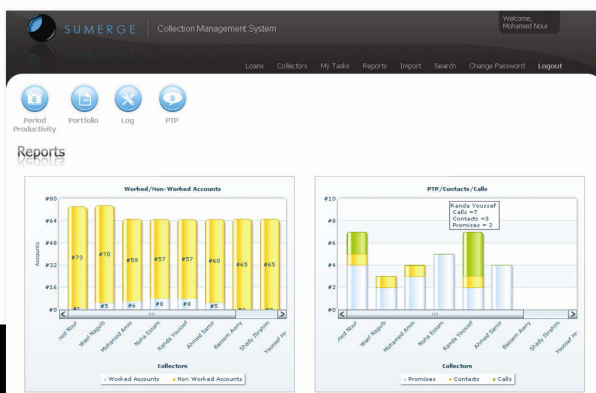 SUMERGE Collection Management System
Welcome,
Mohamed Nour
Loans Collectors My Tasks Reports Import Search Change Password Logout
Period
Productivity
Portfolio
Log
PTP
Reports
Worked/Non-Worked Accounts
#80
#64
#48
#32
#16
#0
Accounts
#73 #70 #59 #57 #57 #60 #65 #65
#1 #5 #6 #8 #8 #5
Wael Naguib
Mohamed Amin
Noha Essam
Randa Youssef
Ahmed Samir
Bassem Awny
Shady Ibrahim
Collectors
Worked Accounts Non Worked Accounts
PTP/Contacts/Calls
#10
#8
#6
#4
#2
#0
Randa Youssef
Calls =7
Contacts =3
Promises = 2
Wael Naguib
Mohamed Amin
Noha Essam
Randa Youssef
Ahmed Samir
Bassem Awny
Shady Ibrahim
Collectors
Promises Contacts Calls